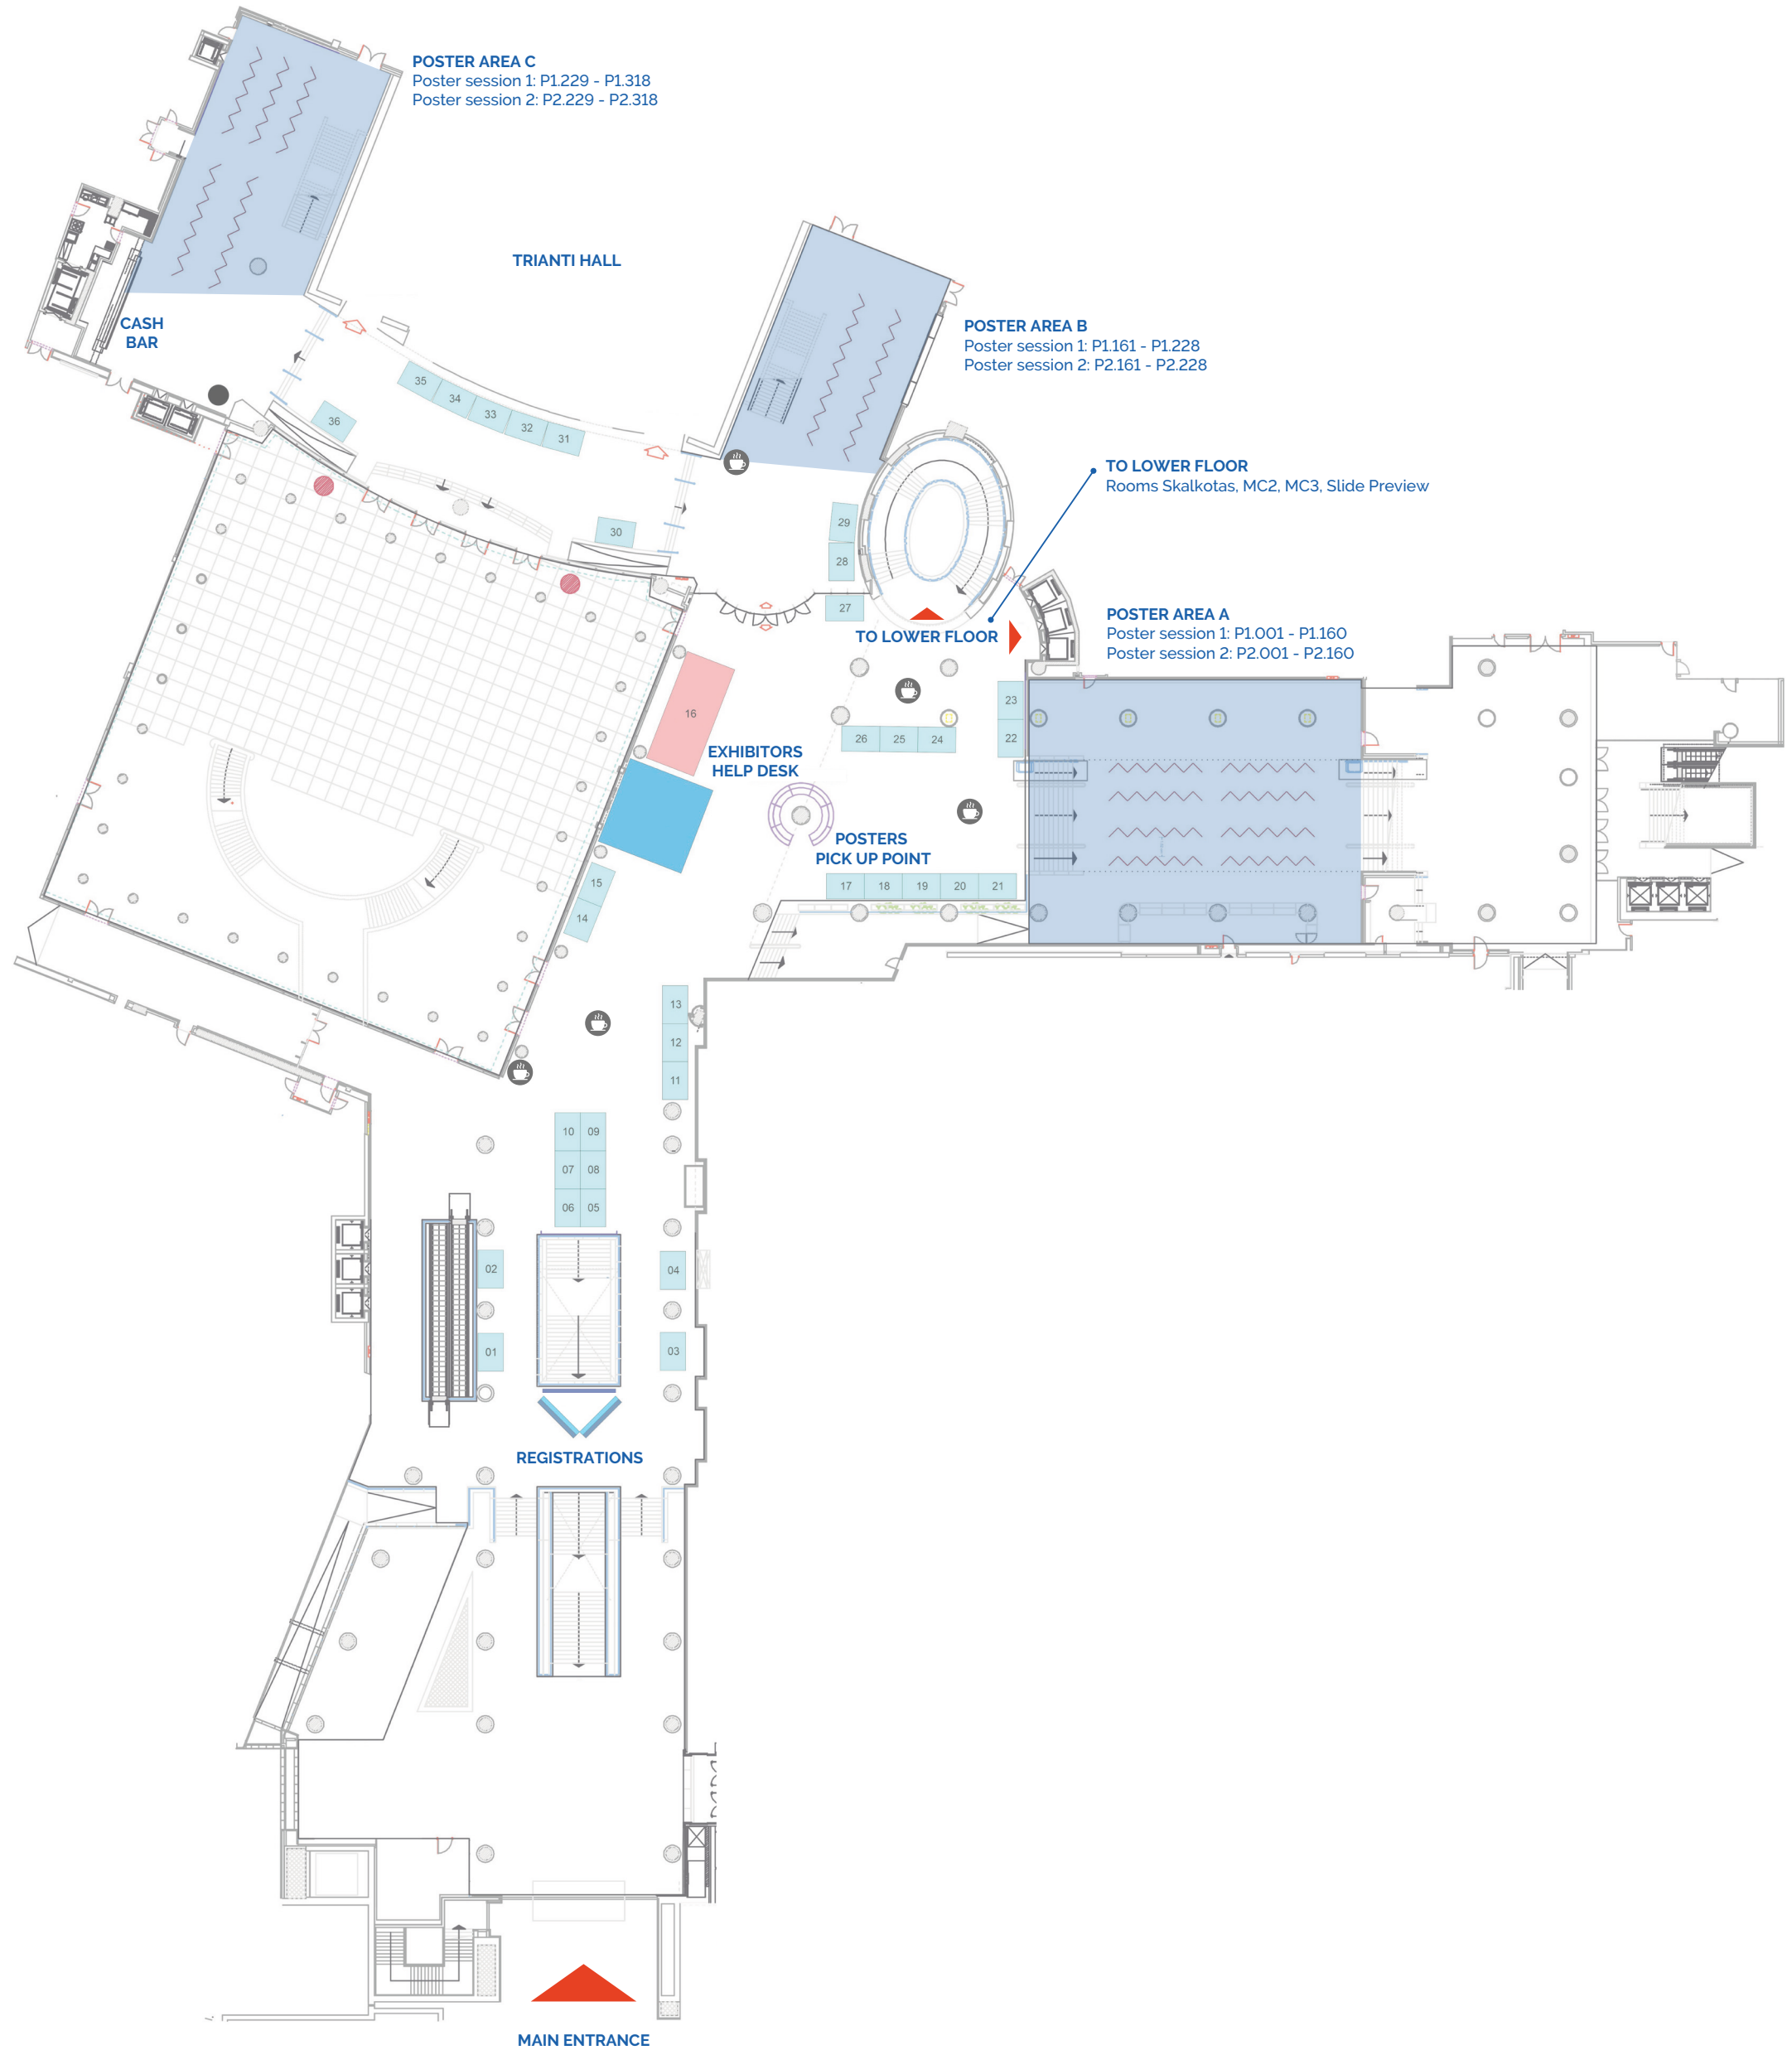 POSTER AREA C
Poster session 1: P1.229 - P1.318
Poster session 2: P2.229 - P2.318
TRIANTI HALL
CASH
BAR
POSTER AREA B
Poster session 1: P1.161 - P1.228
Poster session 2: P2.161 - P2.228
35
34
33
32
31
36
30
TO LOWER FLOOR
Rooms Skalkotas, MC2, MC3, Slide Preview
29
28
27
TO LOWER FLOOR
POSTER AREA A
Poster session 1: P1.001 - P1.160
Poster session 2: P2.001 - P2.160
16
23
22
26
25
24
EXHIBITORS
HELP DESK
POSTERS
PICK UP POINT
17
18
19
20
21
15
14
13
12
11
10
09
07
08
06
05
02
04
01
03
REGISTRATIONS
MAIN ENTRANCE